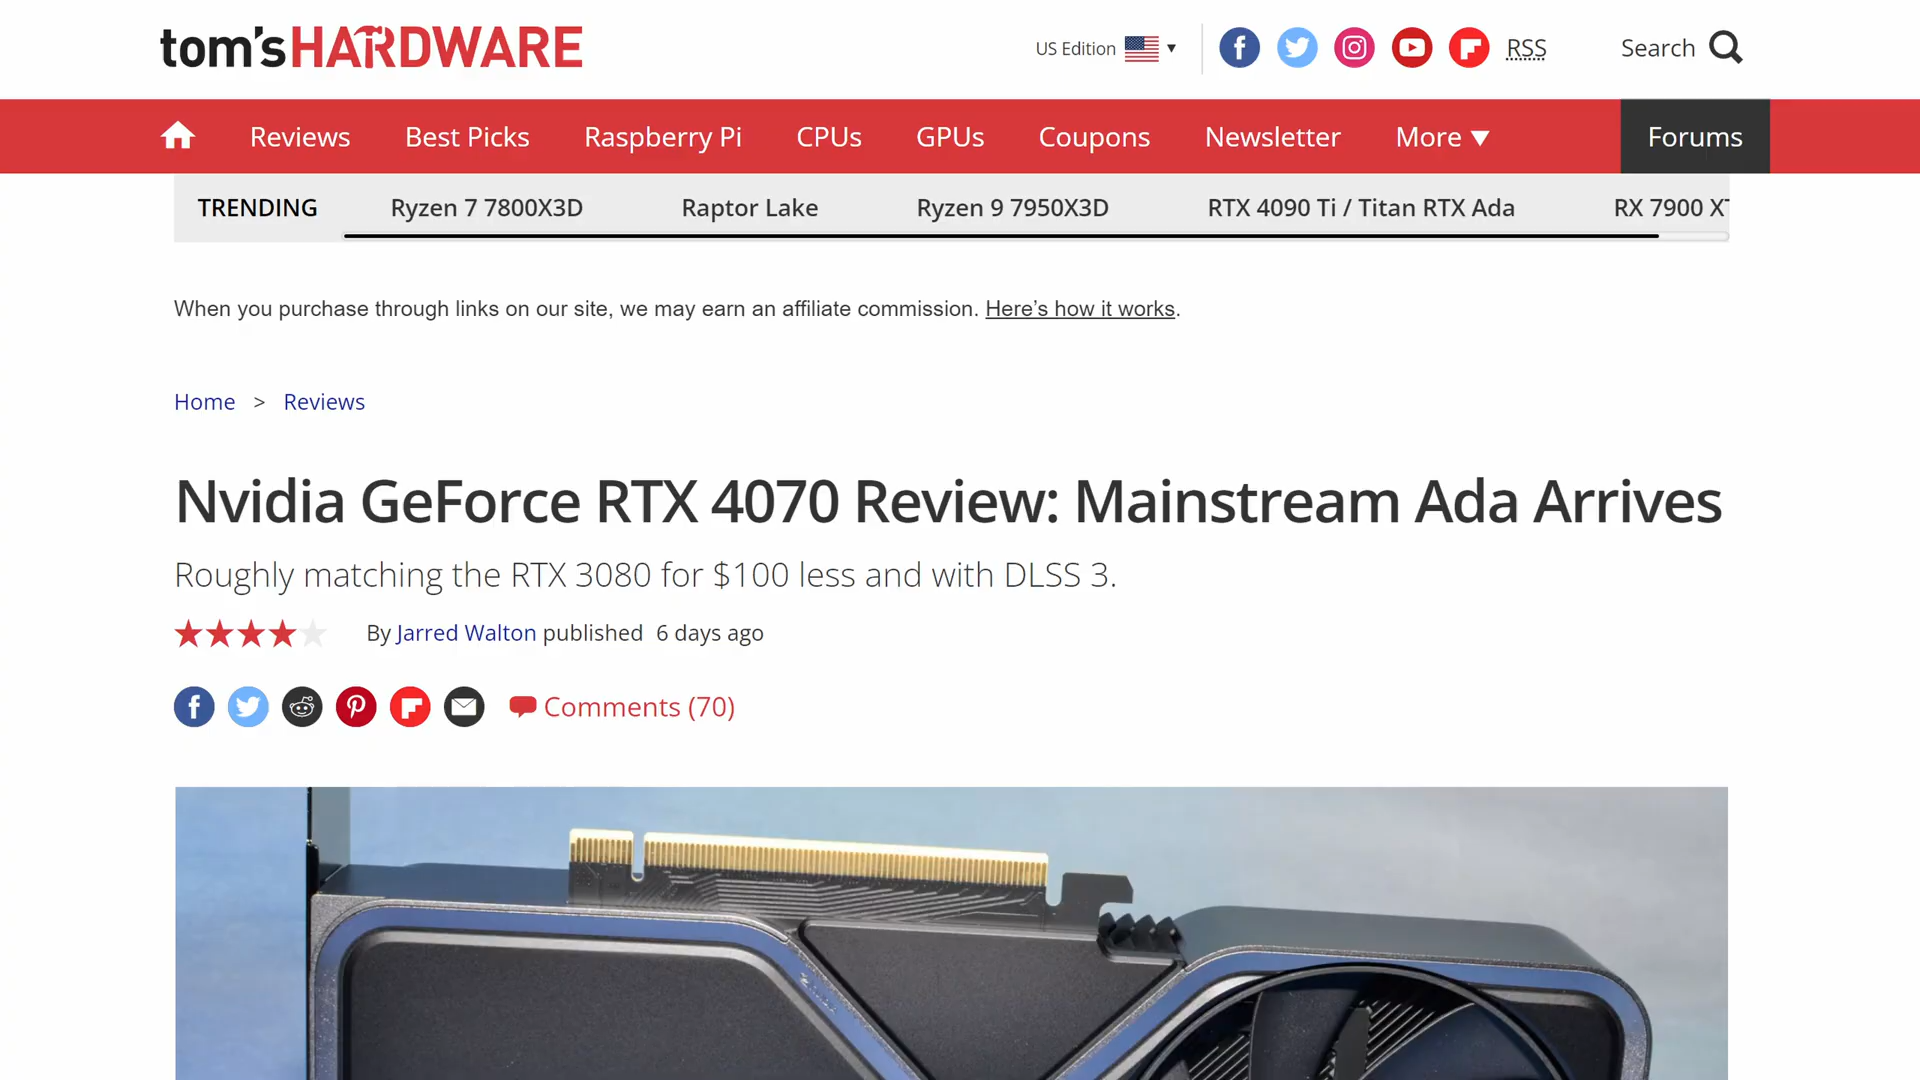 tom'sHARDWARE
US Edition ▼
RSS
Search
Reviews Best Picks Raspberry Pi CPUs GPUs Coupons Newsletter More ▼ Forums
TRENDING Ryzen 7 7800X3D Raptor Lake Ryzen 9 7950X3D RTX 4090 Ti / Titan RTX Ada RX 7900 XT
When you purchase through links on our site, we may earn an affiliate commission. Here’s how it works.
Home > Reviews
Nvidia GeForce RTX 4070 Review: Mainstream Ada Arrives
Roughly matching the RTX 3080 for $100 less and with DLSS 3.
By Jarred Walton published 6 days ago
Comments (70)